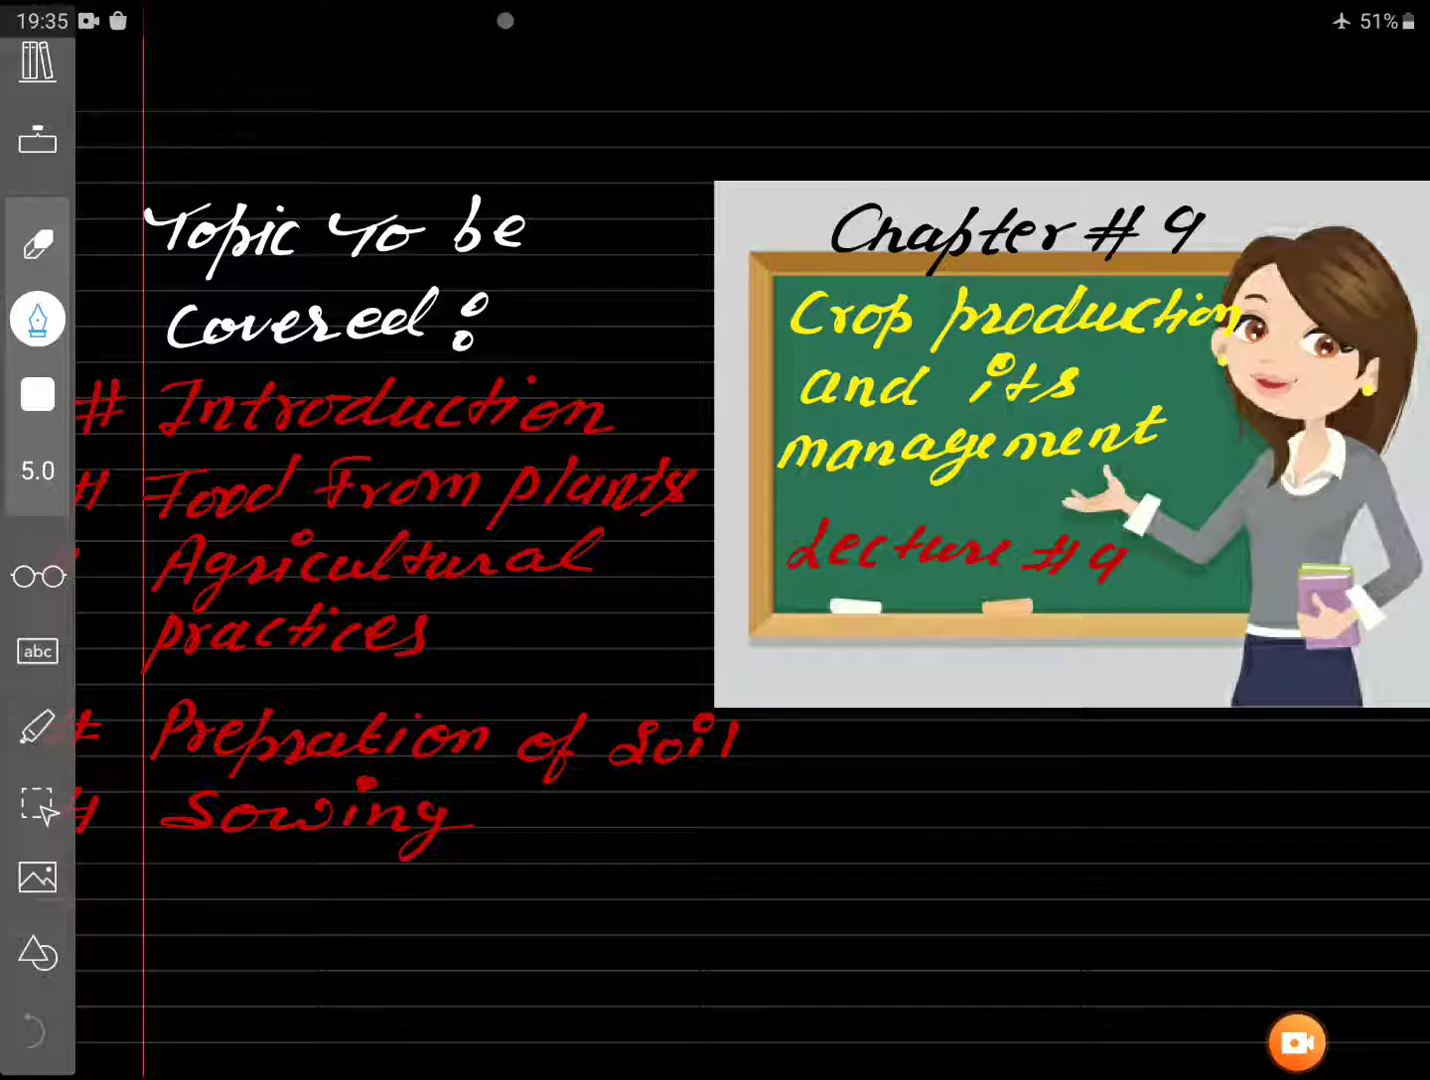 19:35
51%
Topic To be
Covered :
# Introduction
# Food From plants
# Agricultural
practices
# Prepration of Soil
# Sowing
Chapter # 9
Crop production
and its
management
Lecture # 9
5.0
abc